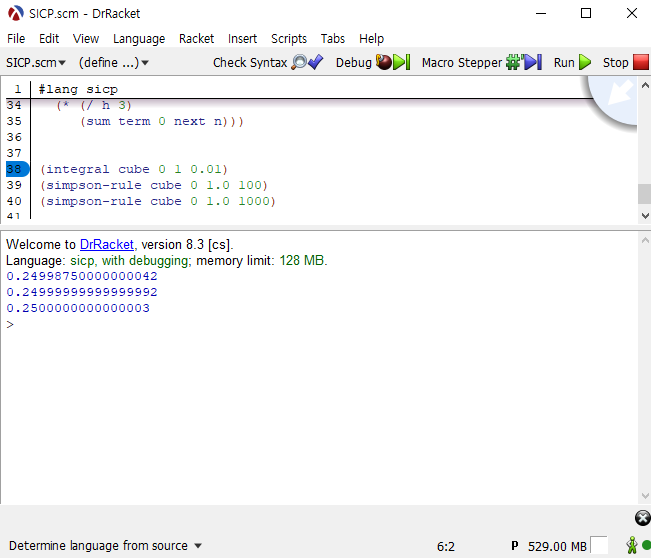 SICP.scm - DrRacket
File Edit View Language Racket Insert Scripts Tabs Help
SICP.scm▾ (define ...)▾ Check Syntax Debug Macro Stepper Run Stop
1 #lang sicp
34 (* (/ h 3)
35 (sum term 0 next n)))
36
37
38 (integral cube 0 1 0.01)
39 (simpson-rule cube 0 1.0 100)
40 (simpson-rule cube 0 1.0 1000)
41
Welcome to DrRacket, version 8.3 [cs].
Language: sicp, with debugging; memory limit: 128 MB.
0.24998750000000042
0.24999999999999992
0.2500000000000003
>
Determine language from source ▾ 6:2 P 529.00 MB